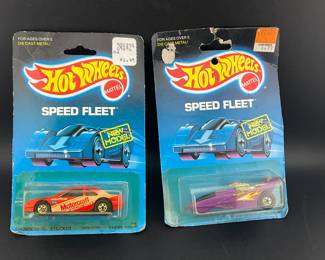 FOR AGES OVER 3
DIE CAST METAL!
Hot Wheels
MATTEL
SPEED FLEET
NEW MODEL!
Motorcraft
FOR AGES OVER 3
DIE CAST METAL!
Hot Wheels
MATTEL
SPEED FLEET
NEW MODEL!